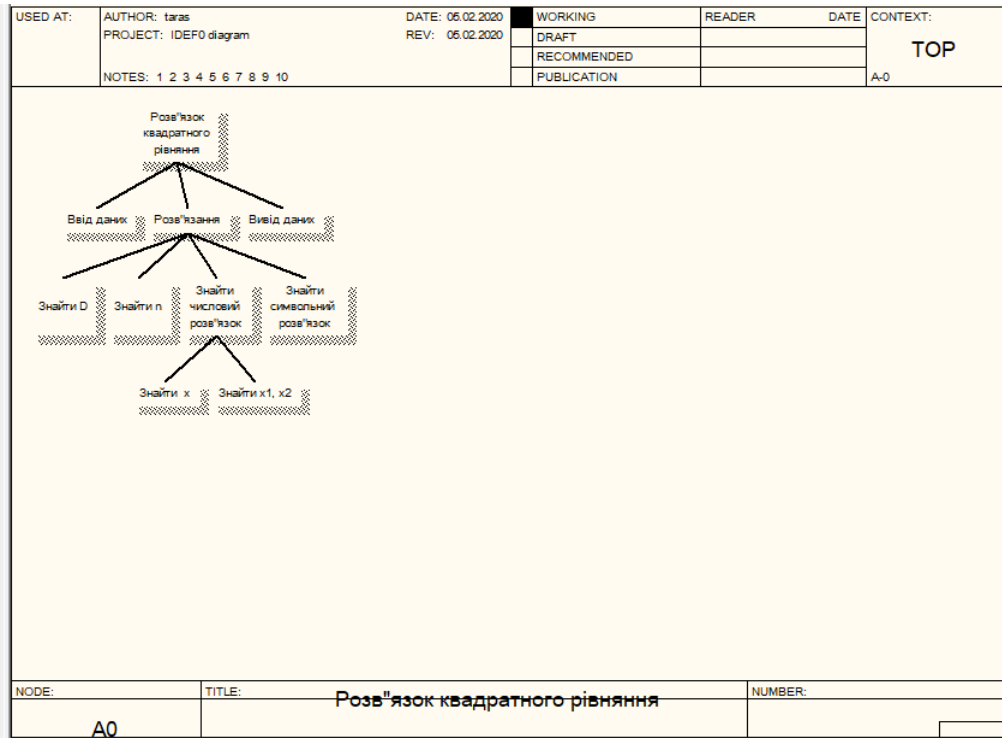 USED AT:
AUTHOR: taras
DATE: 05.02.2020
WORKING
READER
DATE
CONTEXT:
PROJECT: IDEF0 diagram
REV: 05.02.2020
DRAFT
RECOMMENDED
TOP
NOTES: 1 2 3 4 5 6 7 8 9 10
PUBLICATION
A-0
Розв"язок
квадратного
рівняння
Ввід даних
Розв"язання
Вивід даних
Знайти D
Знайти n
Знайти
числовий
розв"язок
Знайти
символьний
розв"язок
Знайти x
Знайти x1, x2
NODE:
TITLE:
NUMBER:
Розв"язок квадратного рівняння
A0